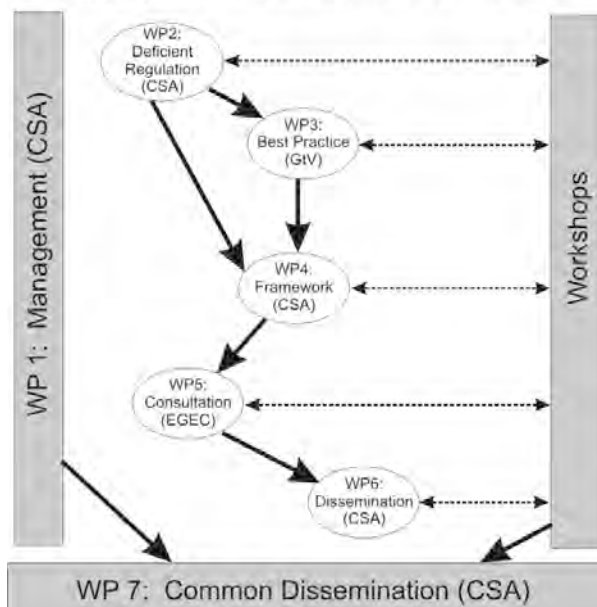 WP 1: Management (CSA)
WP2:
Deficient
Regulation
(CSA)
WP3:
Best Practice
(GtV)
WP4:
Framework
(CSA)
WP5:
Consultation
(EGEC)
WP6:
Dissemination
(CSA)
Workshops
WP 7: Common Dissemination (CSA)